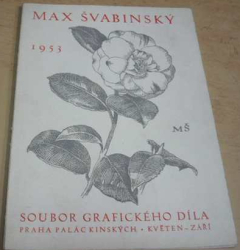 MAX ŠVABINSKÝ
1953
MŠ
SOUBOR GRAFICKÉHO DÍLA
PRAHA PALÁC KINSKÝCH • KVĚTEN - ZÁŘÍ